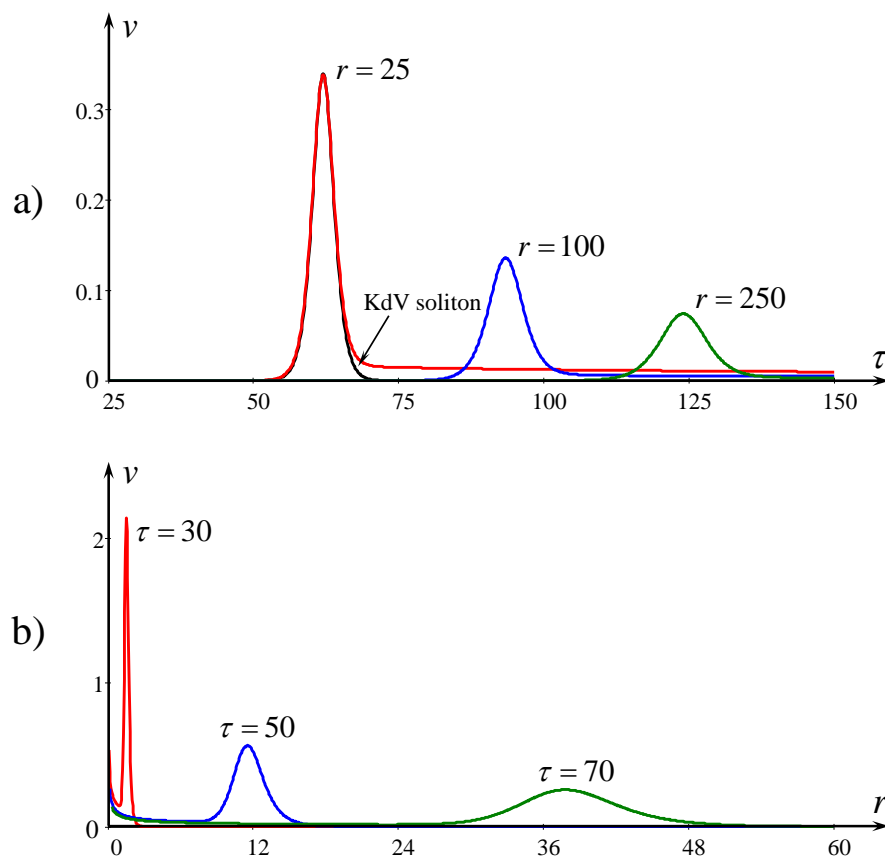 a)
v
0.3
0.2
0.1
0
r = 25
r = 100
r = 250
KdV soliton
τ
25 50 75 100 125 150
b)
v
2
1
0
τ = 30
τ = 50
τ = 70
r
0 12 24 36 48 60